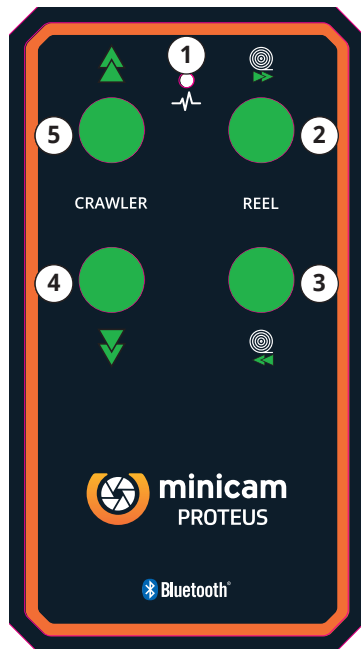 1
5
2
CRAWLER
REEL
4
3
minicam
PROTEUS
Bluetooth®